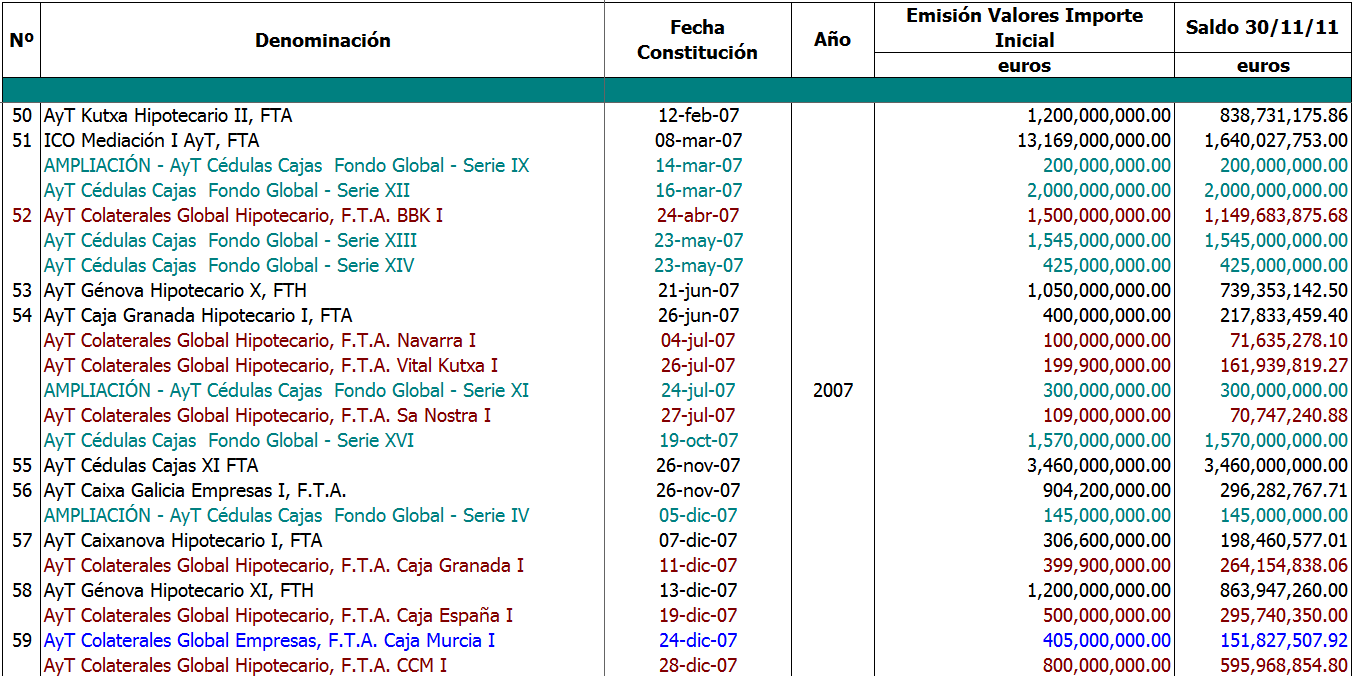 Nº Denominación Fecha Constitución Año Emisión Valores Importe Inicial Saldo 30/11/11
euros euros
50 AyT Kutxa Hipotecario II, FTA 12-feb-07 1,200,000,000.00 838,731,175.86
51 ICO Mediación I AyT, FTA 08-mar-07 13,169,000,000.00 1,640,027,753.00
AMPLIACIÓN - AyT Cédulas Cajas Fondo Global - Serie IX 14-mar-07 200,000,000.00 200,000,000.00
AyT Cédulas Cajas Fondo Global - Serie XII 16-mar-07 2,000,000,000.00 2,000,000,000.00
52 AyT Colaterales Global Hipotecario, F.T.A. BBK I 24-abr-07 1,500,000,000.00 1,149,683,875.68
AyT Cédulas Cajas Fondo Global - Serie XIII 23-may-07 1,545,000,000.00 1,545,000,000.00
AyT Cédulas Cajas Fondo Global - Serie XIV 23-may-07 425,000,000.00 425,000,000.00
53 AyT Génova Hipotecario X, FTH 21-jun-07 1,050,000,000.00 739,353,142.50
54 AyT Caja Granada Hipotecario I, FTA 26-jun-07 400,000,000.00 217,833,459.40
AyT Colaterales Global Hipotecario, F.T.A. Navarra I 04-jul-07 100,000,000.00 71,635,278.10
AyT Colaterales Global Hipotecario, F.T.A. Vital Kutxa I 26-jul-07 199,900,000.00 161,939,819.27
AMPLIACIÓN - AyT Cédulas Cajas Fondo Global - Serie XI 24-jul-07 2007 300,000,000.00 300,000,000.00
AyT Colaterales Global Hipotecario, F.T.A. Sa Nostra I 27-jul-07 109,000,000.00 70,747,240.88
AyT Cédulas Cajas Fondo Global - Serie XVI 19-oct-07 1,570,000,000.00 1,570,000,000.00
55 AyT Cédulas Cajas XI FTA 26-nov-07 3,460,000,000.00 3,460,000,000.00
56 AyT Caixa Galicia Empresas I, F.T.A. 26-nov-07 904,200,000.00 296,282,767.71
AMPLIACIÓN - AyT Cédulas Cajas Fondo Global - Serie IV 05-dic-07 145,000,000.00 145,000,000.00
57 AyT Caixanova Hipotecario I, FTA 07-dic-07 306,600,000.00 198,460,577.01
AyT Colaterales Global Hipotecario, F.T.A. Caja Granada I 11-dic-07 399,900,000.00 264,154,838.06
58 AyT Génova Hipotecario XI, FTH 13-dic-07 1,200,000,000.00 863,947,260.00
AyT Colaterales Global Hipotecario, F.T.A. Caja España I 19-dic-07 500,000,000.00 295,740,350.00
59 AyT Colaterales Global Empresas, F.T.A. Caja Murcia I 24-dic-07 405,000,000.00 151,827,507.92
AyT Colaterales Global Hipotecario, F.T.A. CCM I 28-dic-07 800,000,000.00 595,968,854.80